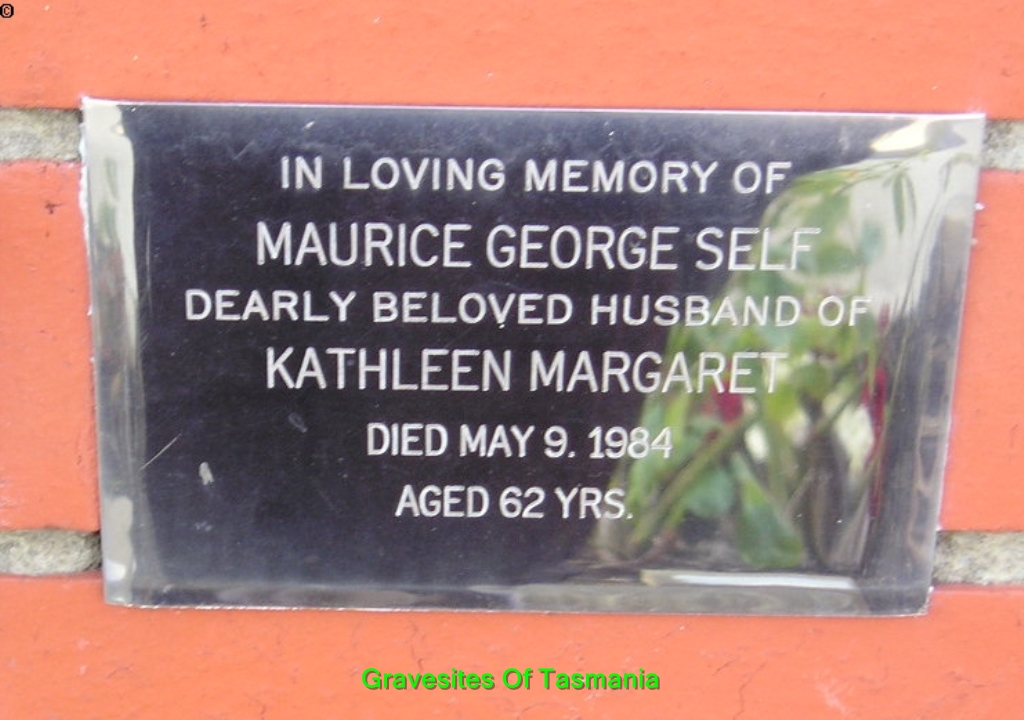 ©
IN LOVING MEMORY OF
MAURICE GEORGE SELF
DEARLY BELOVED HUSBAND OF
KATHLEEN MARGARET
DIED MAY 9. 1984
AGED 62 YRS.
Gravesites Of Tasmania